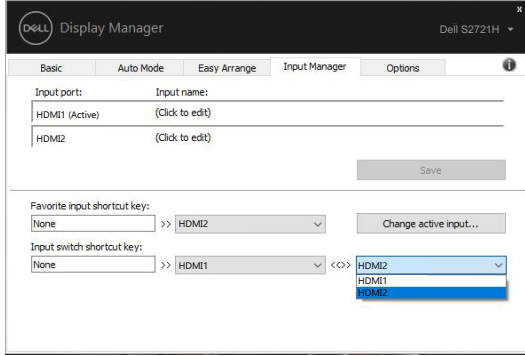 DELL Display Manager
x
Dell S2721H
Basic Auto Mode Easy Arrange Input Manager Options
Input port: Input name:
HDMI1 (Active) (Click to edit)
HDMI2 (Click to edit)
Save
Favorite input shortcut key:
None >> HDMI2 Change active input...
Input switch shortcut key:
None >> HDMI1 <<>> HDMI2
HDMI1
HDMI2